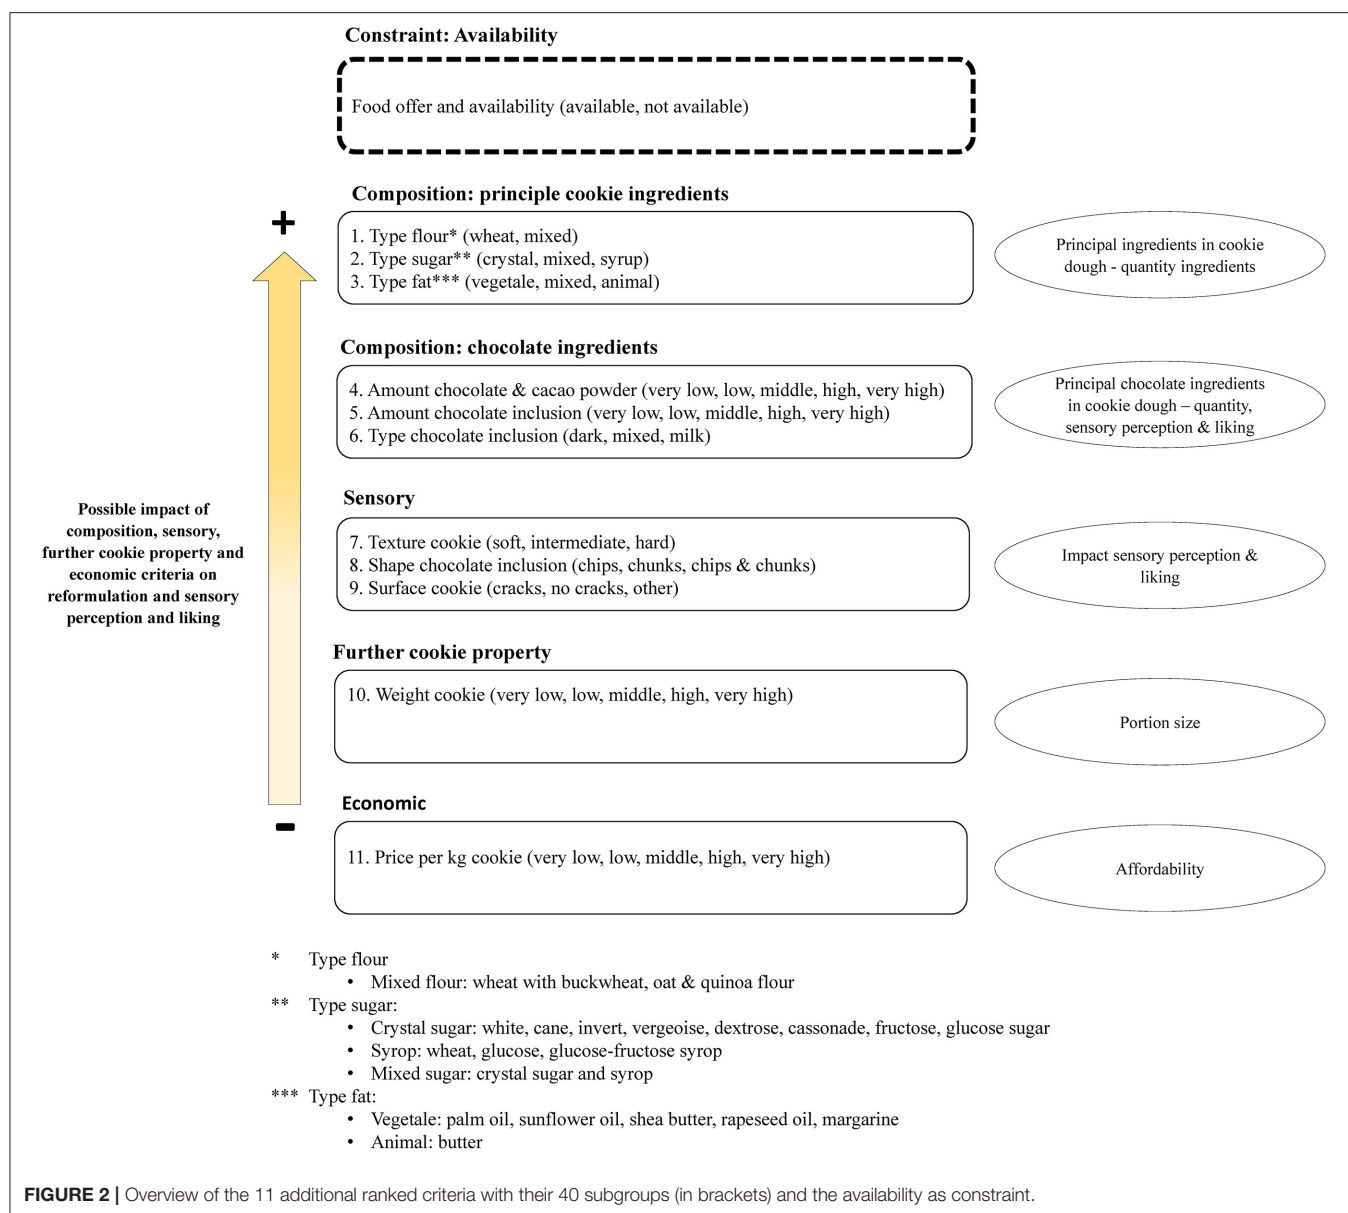 Constraint: Availability
Food offer and availability (available, not available)
Composition: principle cookie ingredients
+
1. Type flour* (wheat, mixed)
2. Type sugar** (crystal, mixed, syrup)
3. Type fat*** (vegetale, mixed, animal)
Principal ingredients in cookie
dough - quantity ingredients
Composition: chocolate ingredients
4. Amount chocolate & cacao powder (very low, low, middle, high, very high)
5. Amount chocolate inclusion (very low, low, middle, high, very high)
6. Type chocolate inclusion (dark, mixed, milk)
Principal chocolate ingredients
in cookie dough – quantity,
sensory perception & liking
Possible impact of
composition, sensory,
further cookie property and
economic criteria on
reformulation and sensory
perception and liking
Sensory
7. Texture cookie (soft, intermediate, hard)
8. Shape chocolate inclusion (chips, chunks, chips & chunks)
9. Surface cookie (cracks, no cracks, other)
Impact sensory perception &
liking
Further cookie property
10. Weight cookie (very low, low, middle, high, very high)
Portion size
Economic
-
11. Price per kg cookie (very low, low, middle, high, very high)
Affordability
* Type flour
• Mixed flour: wheat with buckwheat, oat & quinoa flour
** Type sugar:
• Crystal sugar: white, cane, invert, vergeoise, dextrose, cassonade, fructose, glucose sugar
• Syrop: wheat, glucose, glucose-fructose syrop
• Mixed sugar: crystal sugar and syrop
*** Type fat:
• Vegetale: palm oil, sunflower oil, shea butter, rapeseed oil, margarine
• Animal: butter
FIGURE 2 | Overview of the 11 additional ranked criteria with their 40 subgroups (in brackets) and the availability as constraint.